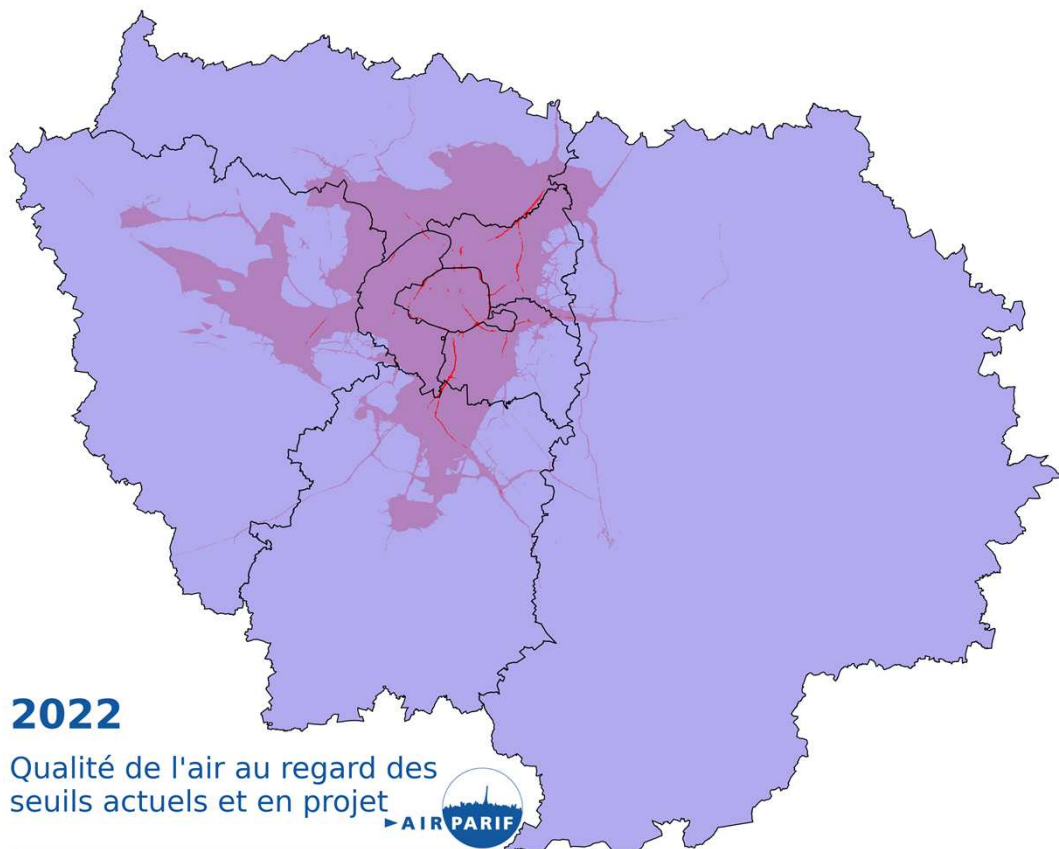 2022
Qualité de l'air au regard des
seuils actuels et en projet
AIRPARIF